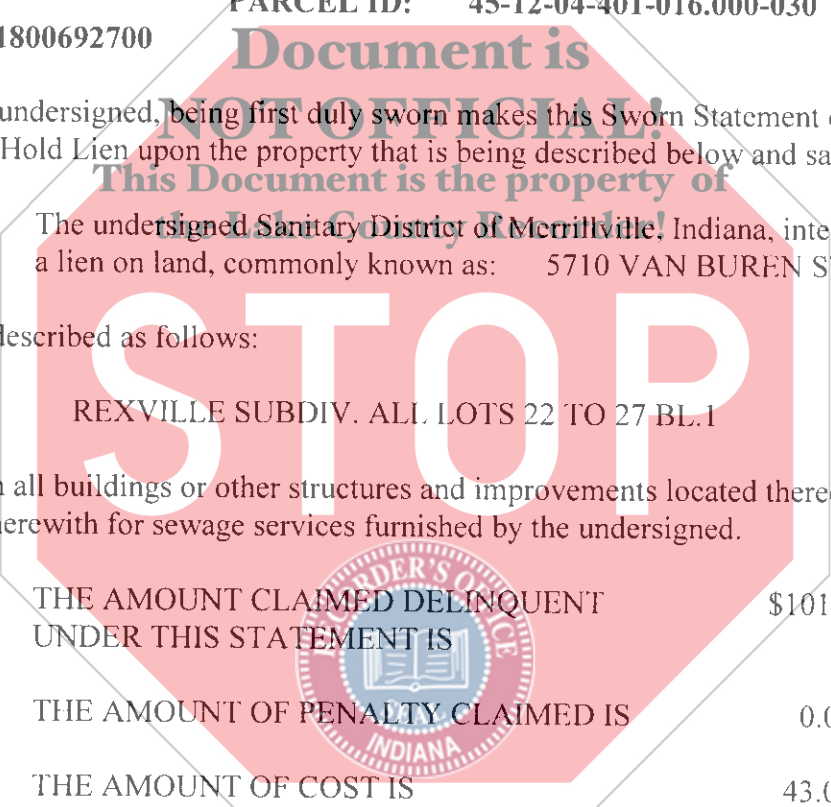 PARCEL ID: 45-12-04-401-016.000-030
1800692700
Document is
NOT OFFICIAL!
This Document is the property of
the Lake County Recorder!
undersigned, being first duly sworn makes this Sworn Statement
Hold Lien upon the property that is being described below and sa
The undersigned Sanitary District of Merrillville, Indiana, inte
a lien on land, commonly known as: 5710 VAN BUREN S
described as follows:
STOP
REXVILLE SUBDIV. ALL LOTS 22 TO 27 BL.1
all buildings or other structures and improvements located there
herewith for sewage services furnished by the undersigned.
RECORDER'S OFFICE
THE AMOUNT CLAIMED DELINQUENT $101
UNDER THIS STATEMENT IS
THE AMOUNT OF PENALTY CLAIMED IS 0.0
INDIANA
THE AMOUNT OF COST IS 43.0